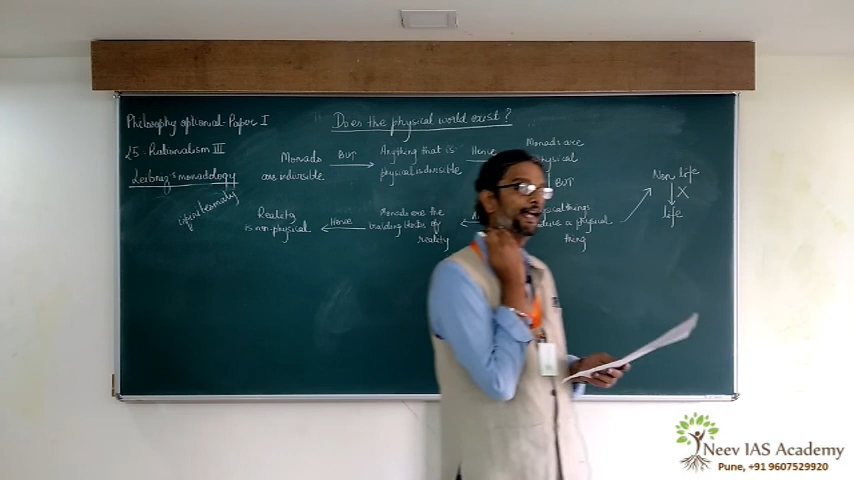 Philosophy optional - Paper I
Does the physical world exist?
L5 - Rationalism III
Leibniz's monadology
Monads
are indivisible
BUT
Anything that is
physical is divisible
Hence
Monads are
physical
BUT
Non life
X
life
things
a physical
thing
Monads are the
building blocks of
reality
Hence
Reality
is non-physical
Neev IAS Academy
Pune, +91 9607529920